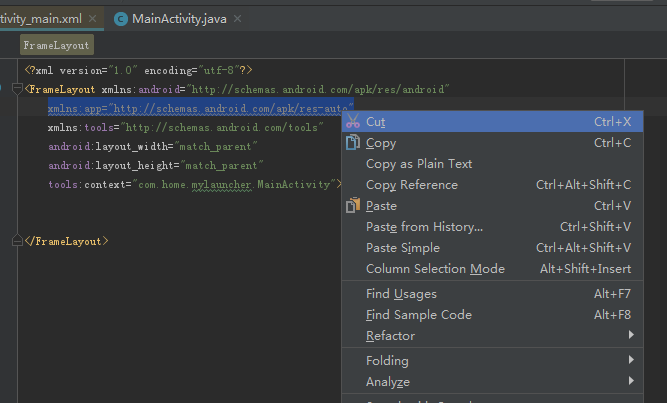 tivity_main.xml
MainActivity.java
FrameLayout
<?xml version="1.0" encoding="utf-8"?>
<FrameLayout xmlns:android="http://schemas.android.com/apk/res/android"
xmlns:app="http://schemas.android.com/apk/res-auto"
xmlns:tools="http://schemas.android.com/tools"
android:layout_width="match_parent"
android:layout_height="match_parent"
tools:context="com.home.mylauncher.MainActivity">
</FrameLayout>
Cut Ctrl+X
Copy Ctrl+C
Copy as Plain Text
Copy Reference Ctrl+Alt+Shift+C
Paste Ctrl+V
Paste from History... Ctrl+Shift+V
Paste Simple Ctrl+Alt+Shift+V
Column Selection Mode Alt+Shift+Insert
Find Usages Alt+F7
Find Sample Code Alt+F8
Refactor
Folding
Analyze